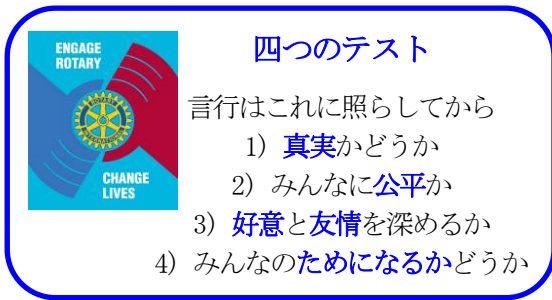 ENGAGE
ROTARY
CHANGE
LIVES
四つのテスト
言行はこれに照らしてから
1) 真実かどうか
2) みんなに公平か
3) 好意と友情を深めるか
4) みんなのためになるかどうか